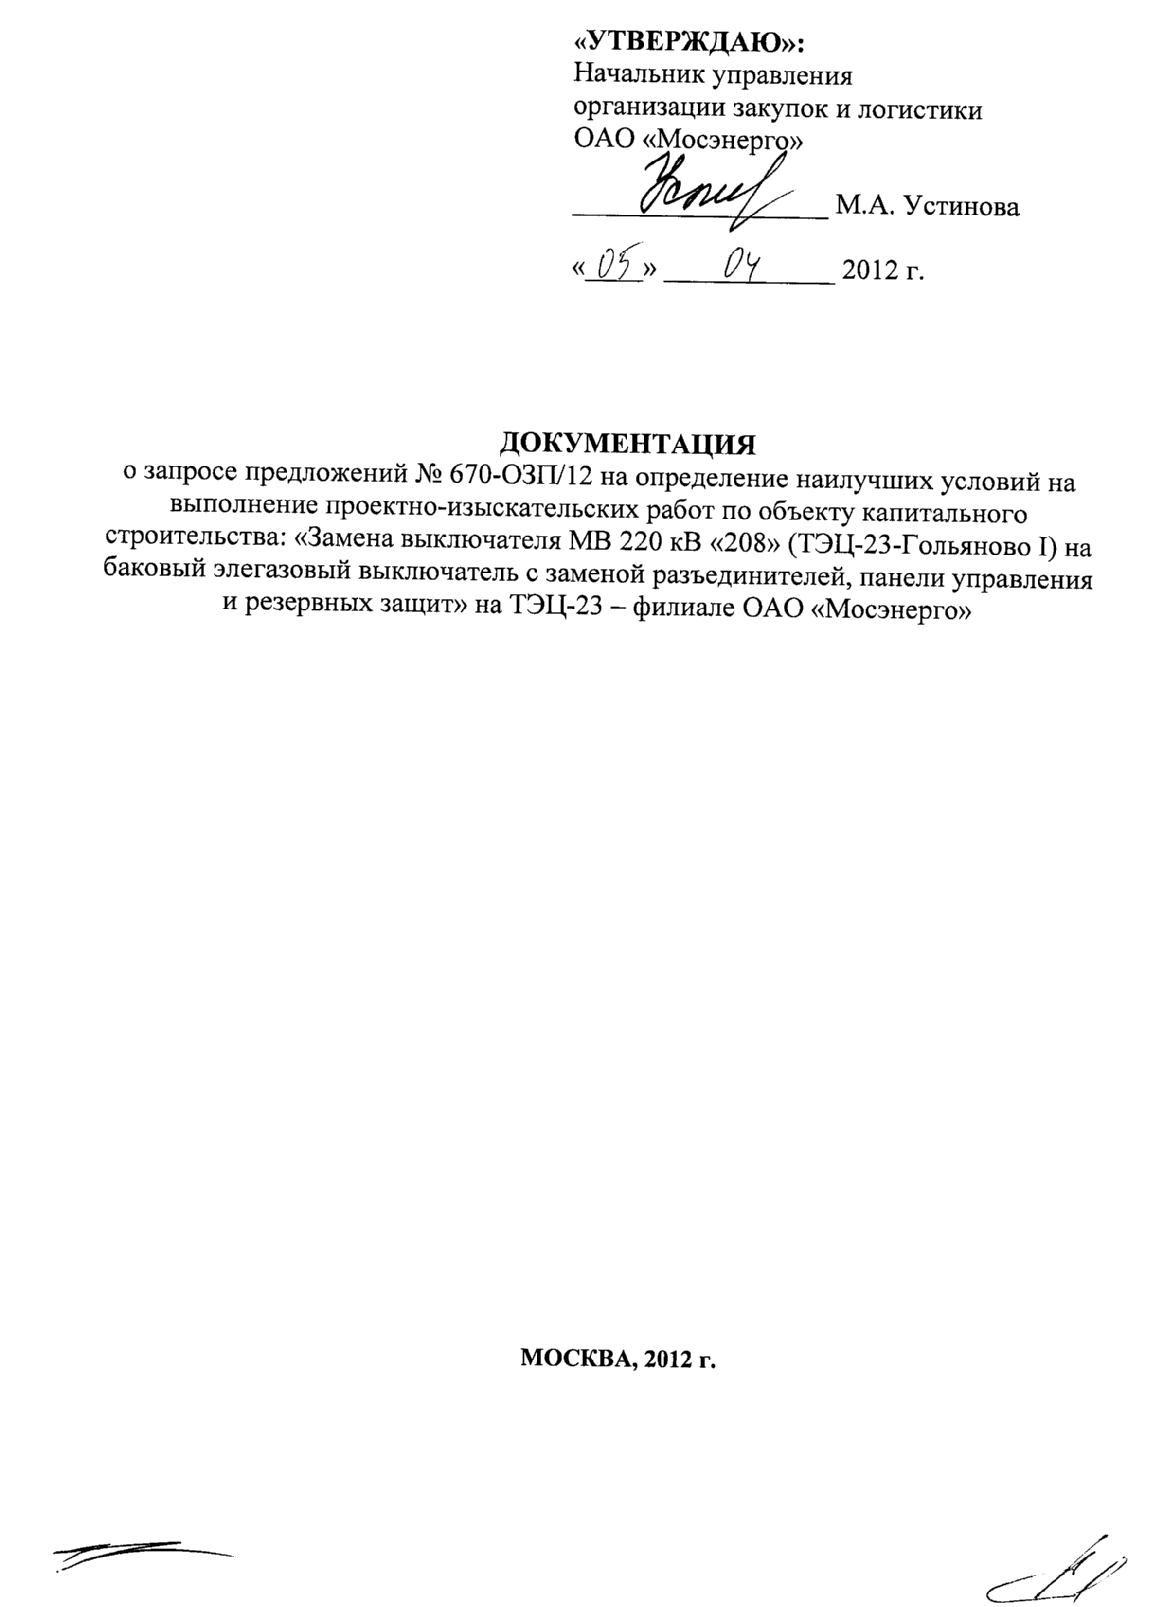 «УТВЕРЖДАЮ»:
Начальник управления
организации закупок и логистики
ОАО «Мосэнерго»
М.А. Устинова
«05» 04 2012 г.
ДОКУМЕНТАЦИЯ
о запросе предложений № 670-ОЗП/12 на определение наилучших условий на
выполнение проектно-изыскательских работ по объекту капитального
строительства: «Замена выключателя МВ 220 кВ «208» (ТЭЦ-23-Гольяново I) на
баковый элегазовый выключатель с заменой разъединителей, панели управления
и резервных защит» на ТЭЦ-23 – филиале ОАО «Мосэнерго»
МОСКВА, 2012 г.